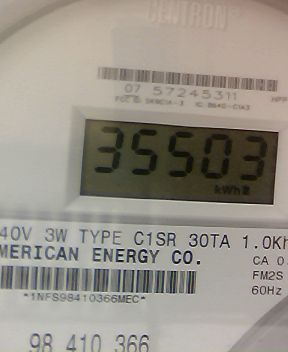 CENTRON®
07 57245311
35503
kWh
40V 3W TYPE C1SR 30TA 1.0Kh
MERICAN ENERGY CO.
CA 0.
FM2S
*1NFS98410366MEC*
60Hz
98 410 366